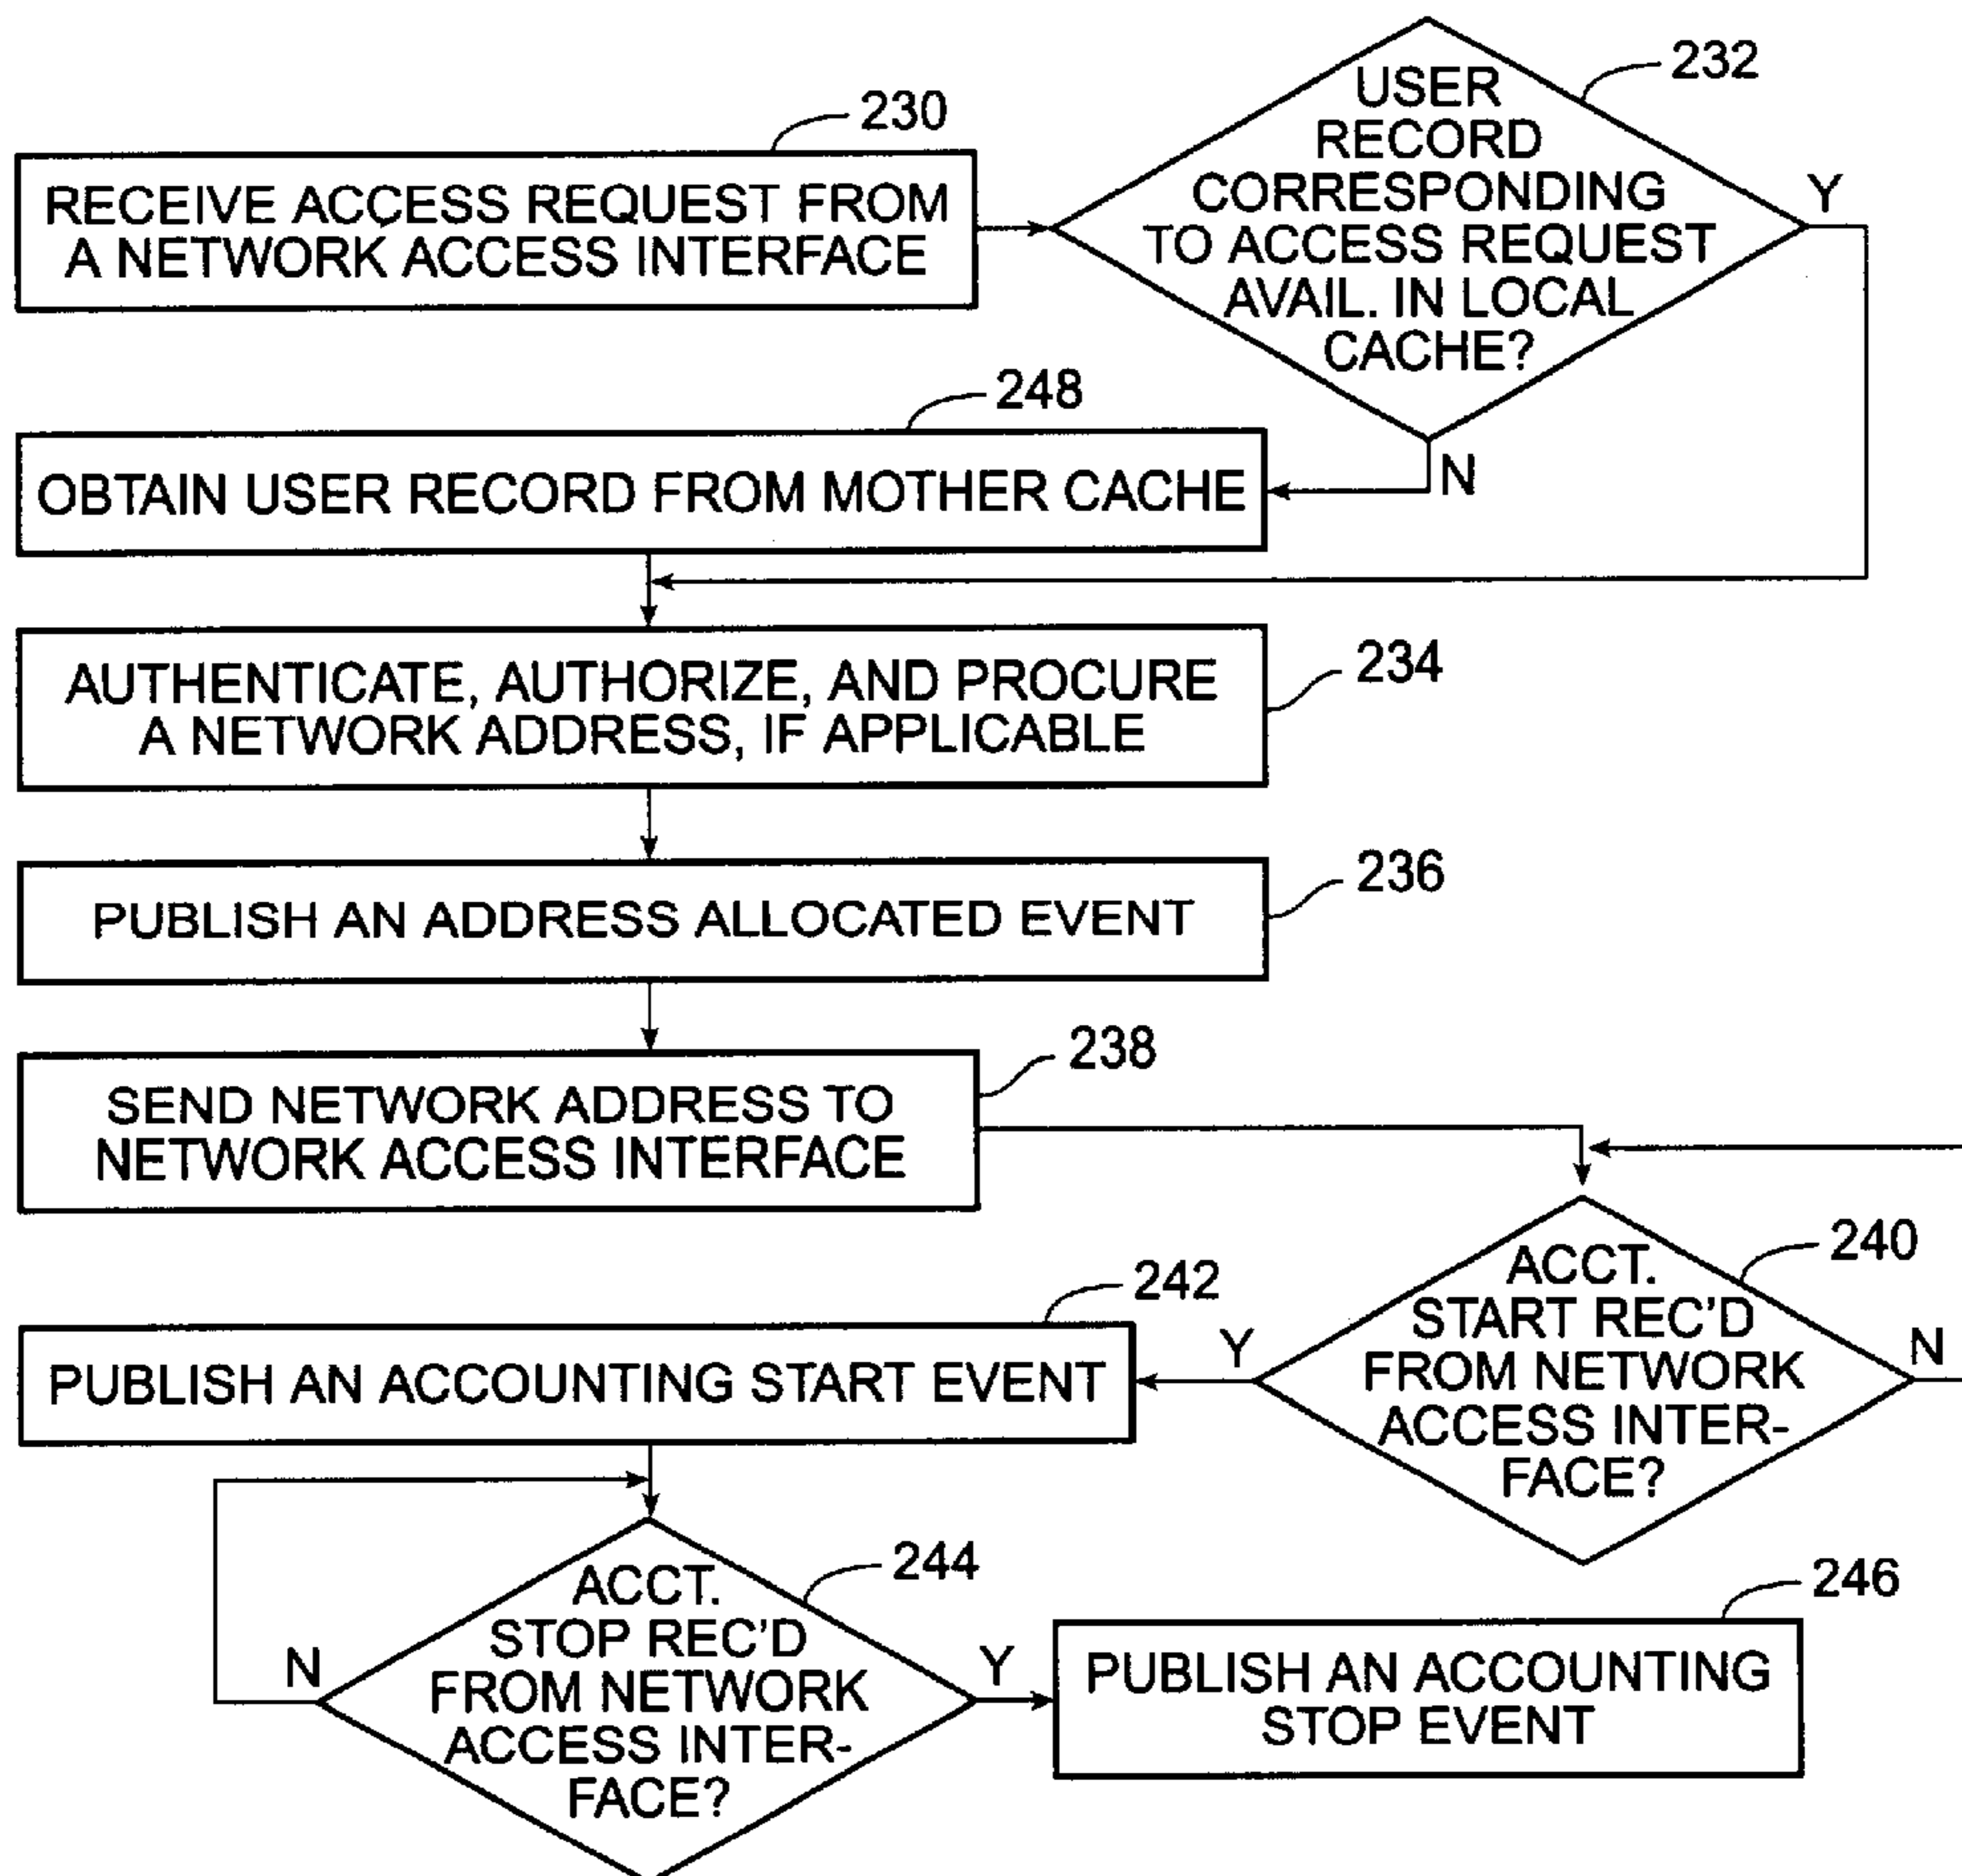 230
RECEIVE ACCESS REQUEST FROM
A NETWORK ACCESS INTERFACE
232
USER
RECORD
CORRESPONDING
TO ACCESS REQUEST
AVAIL. IN LOCAL
CACHE?
Y
N
248
OBTAIN USER RECORD FROM MOTHER CACHE
234
AUTHENTICATE, AUTHORIZE, AND PROCURE
A NETWORK ADDRESS, IF APPLICABLE
236
PUBLISH AN ADDRESS ALLOCATED EVENT
238
SEND NETWORK ADDRESS TO
NETWORK ACCESS INTERFACE
240
ACCT.
START REC'D
FROM NETWORK
ACCESS INTER-
FACE?
Y
N
242
PUBLISH AN ACCOUNTING START EVENT
244
ACCT.
STOP REC'D
FROM NETWORK
ACCESS INTER-
FACE?
N
Y
246
PUBLISH AN ACCOUNTING
STOP EVENT